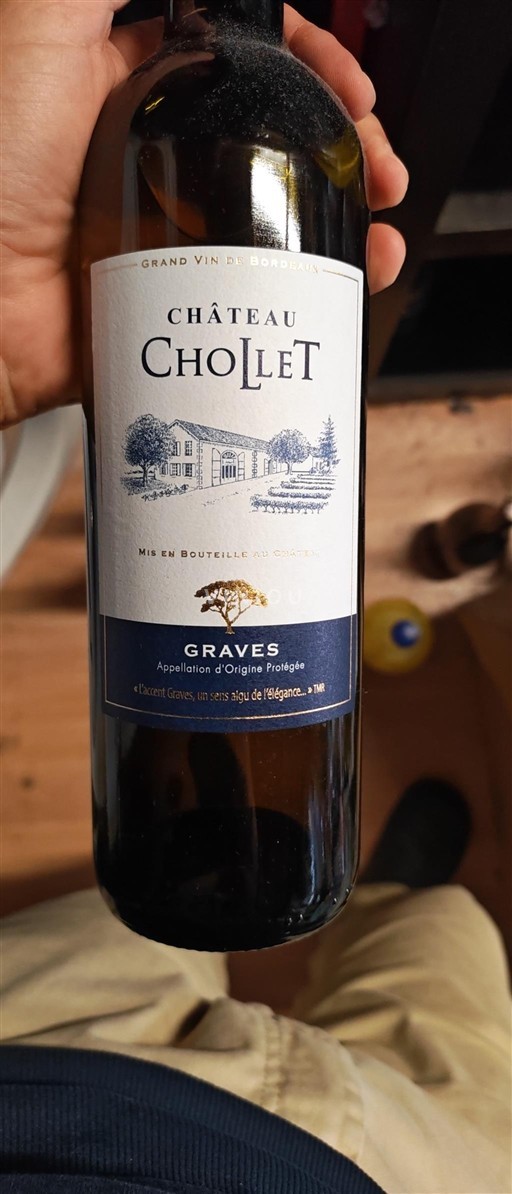 GRAND VIN DE BORDEAUX
CHÂTEAU
CHOLLET
MIS EN BOUTEILLE AU CHÂTEAU
GRAVES
Appellation d'Origine Protégée
« L'accent Graves, un sens aigu de l'élégance... » TMR